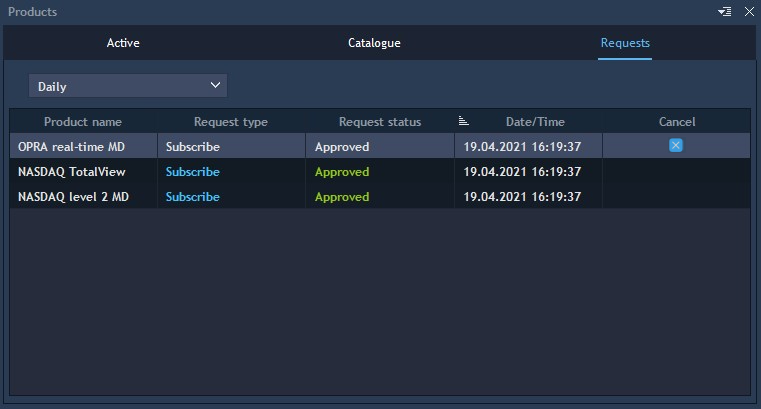 Products
Active Catalogue Requests
Daily
Product name Request type Request status Date/Time Cancel
OPRA real-time MD Subscribe Approved 19.04.2021 16:19:37
NASDAQ TotalView Subscribe Approved 19.04.2021 16:19:37
NASDAQ level 2 MD Subscribe Approved 19.04.2021 16:19:37